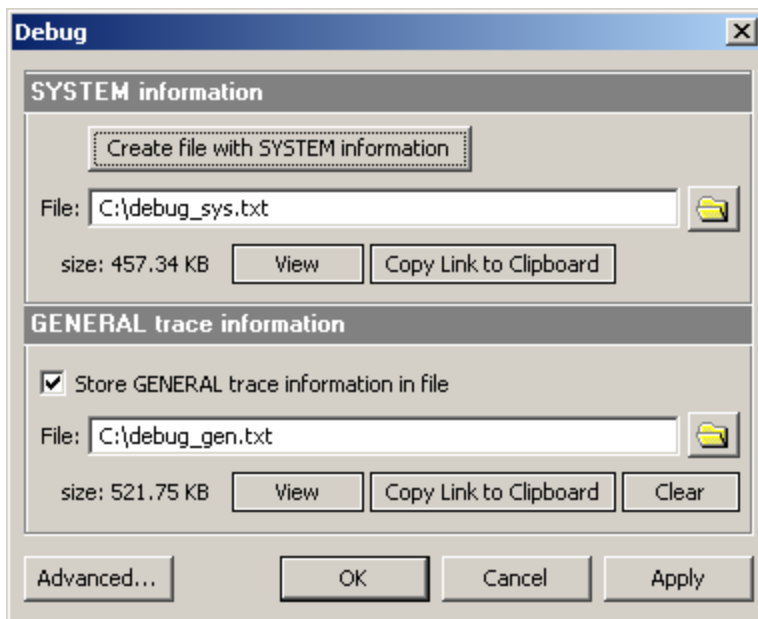 Debug
SYSTEM information
Create file with SYSTEM information
File: C:\debug_sys.txt
size: 457.34 KB View Copy Link to Clipboard
GENERAL trace information
Store GENERAL trace information in file
File: C:\debug_gen.txt
size: 521.75 KB View Copy Link to Clipboard Clear
Advanced... OK Cancel Apply